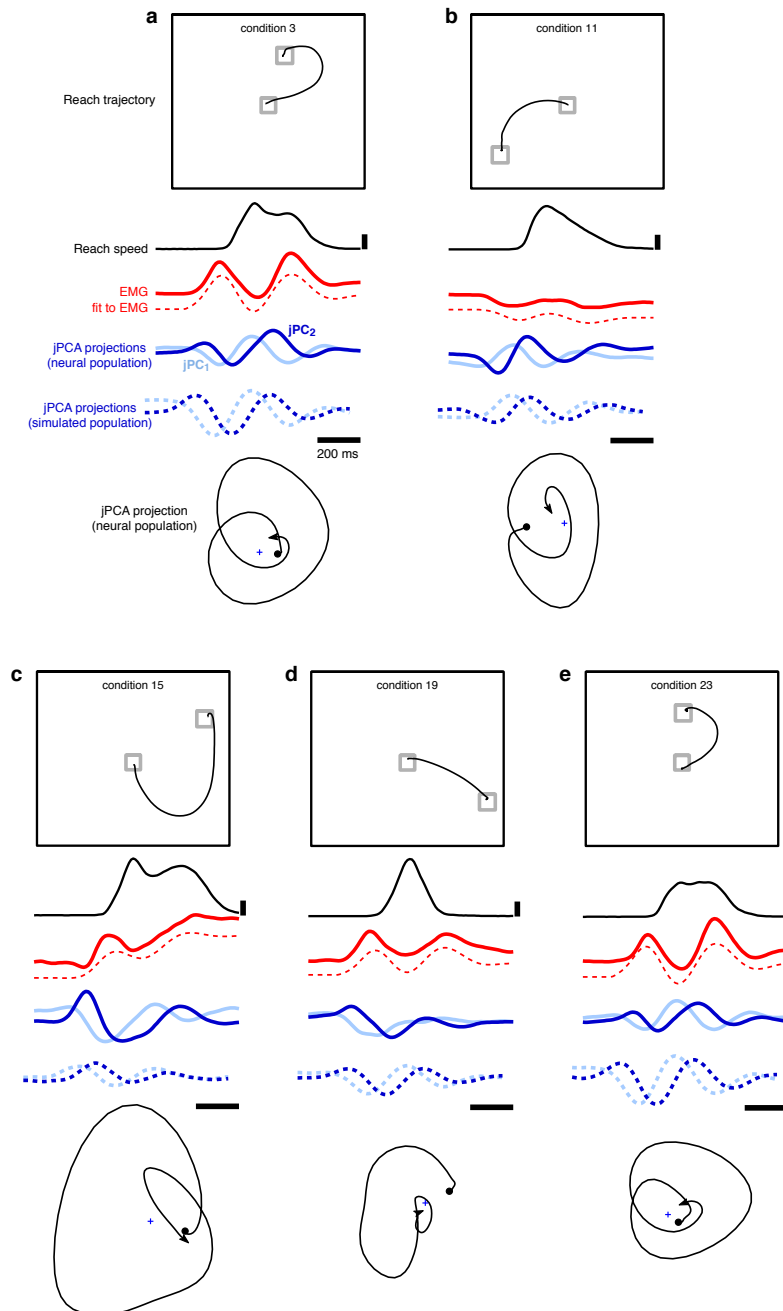 a
condition 3
b
condition 11
Reach trajectory
Reach speed
EMG
fit to EMG
jPCA projections
(neural population)
jPC2
jPC1
jPCA projections
(simulated population)
200 ms
jPCA projection
(neural population)
c
condition 15
d
condition 19
e
condition 23